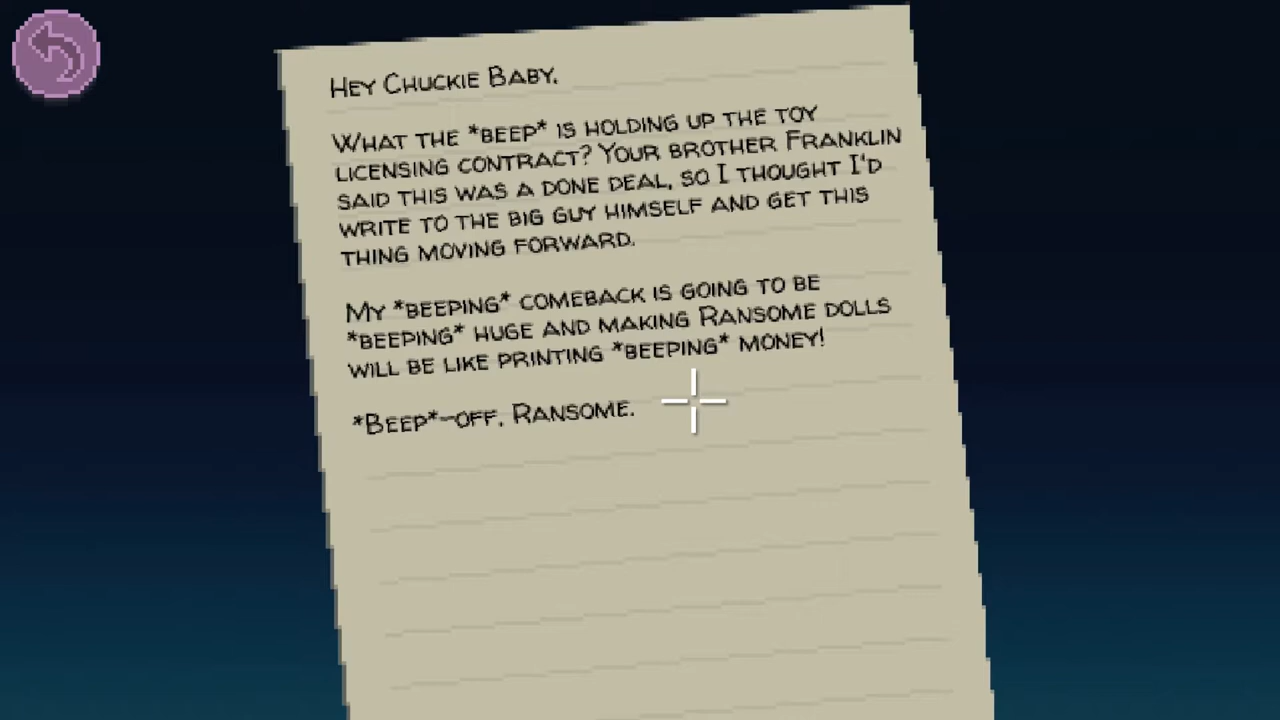 Hey Chuckie Baby,
What the *beep* is holding up the toy
licensing contract? Your brother Franklin
said this was a done deal, so I thought I'd
write to the big guy himself and get this
thing moving forward.
My *beeping* comeback is going to be
*beeping* huge and making Ransome dolls
will be like printing *beeping* money!
*Beep*-off, Ransome.